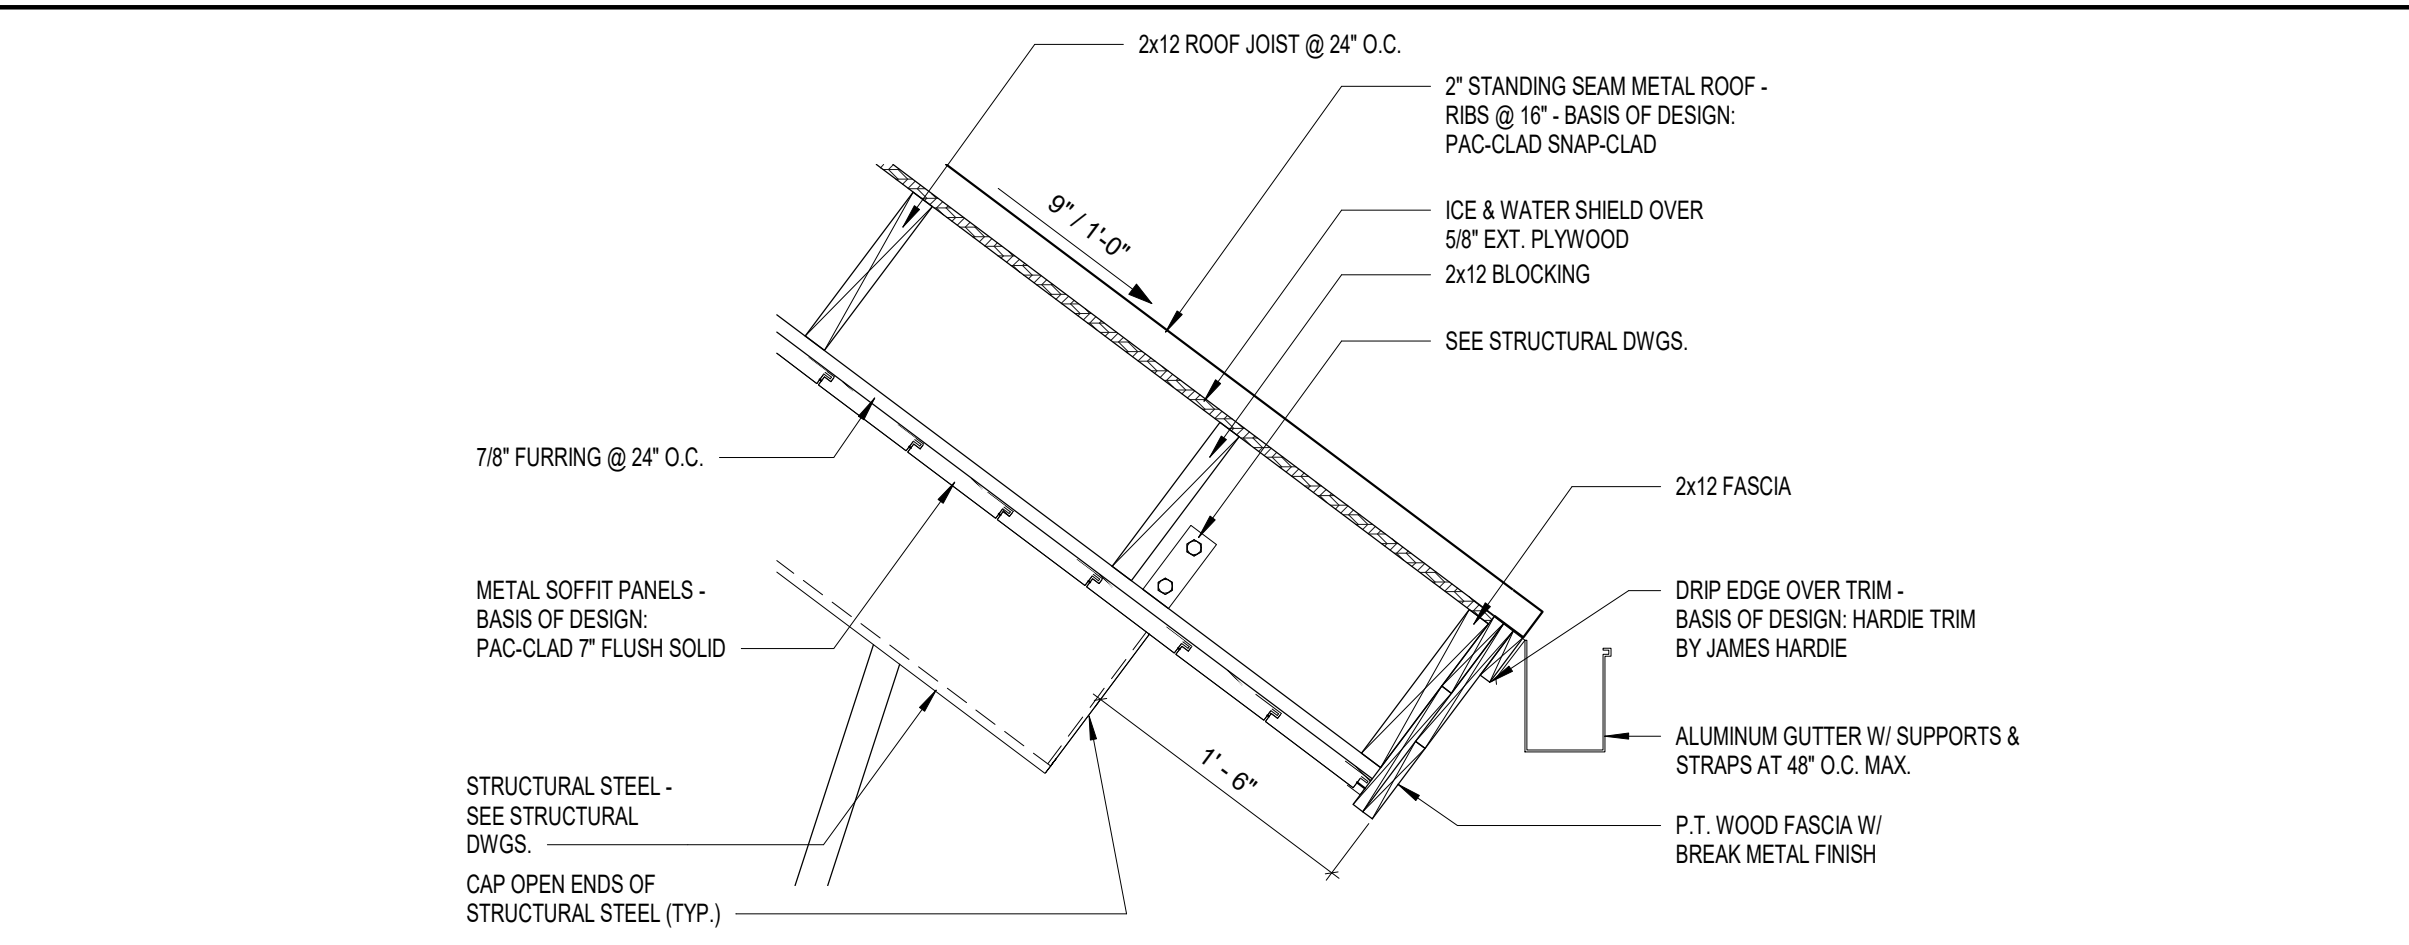 2x12 ROOF JOIST @ 24" O.C.
2" STANDING SEAM METAL ROOF -
RIBS @ 16" - BASIS OF DESIGN:
PAC-CLAD SNAP-CLAD
9" / 1'-0"
ICE & WATER SHIELD OVER
5/8" EXT. PLYWOOD
2x12 BLOCKING
SEE STRUCTURAL DWGS.
7/8" FURRING @ 24" O.C.
2x12 FASCIA
METAL SOFFIT PANELS -
BASIS OF DESIGN:
PAC-CLAD 7" FLUSH SOLID
DRIP EDGE OVER TRIM -
BASIS OF DESIGN: HARDIE TRIM
BY JAMES HARDIE
1' - 6"
ALUMINUM GUTTER W/ SUPPORTS &
STRAPS AT 48" O.C. MAX.
STRUCTURAL STEEL -
SEE STRUCTURAL
DWGS.
P.T. WOOD FASCIA W/
BREAK METAL FINISH
CAP OPEN ENDS OF
STRUCTURAL STEEL (TYP.)